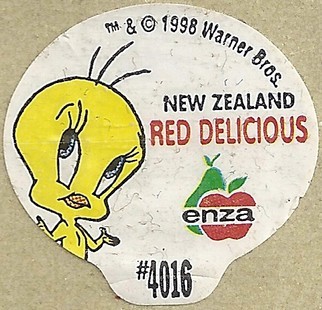 ™ & © 1998 Warner Bros.
NEW ZEALAND
RED DELICIOUS
enza
#4016